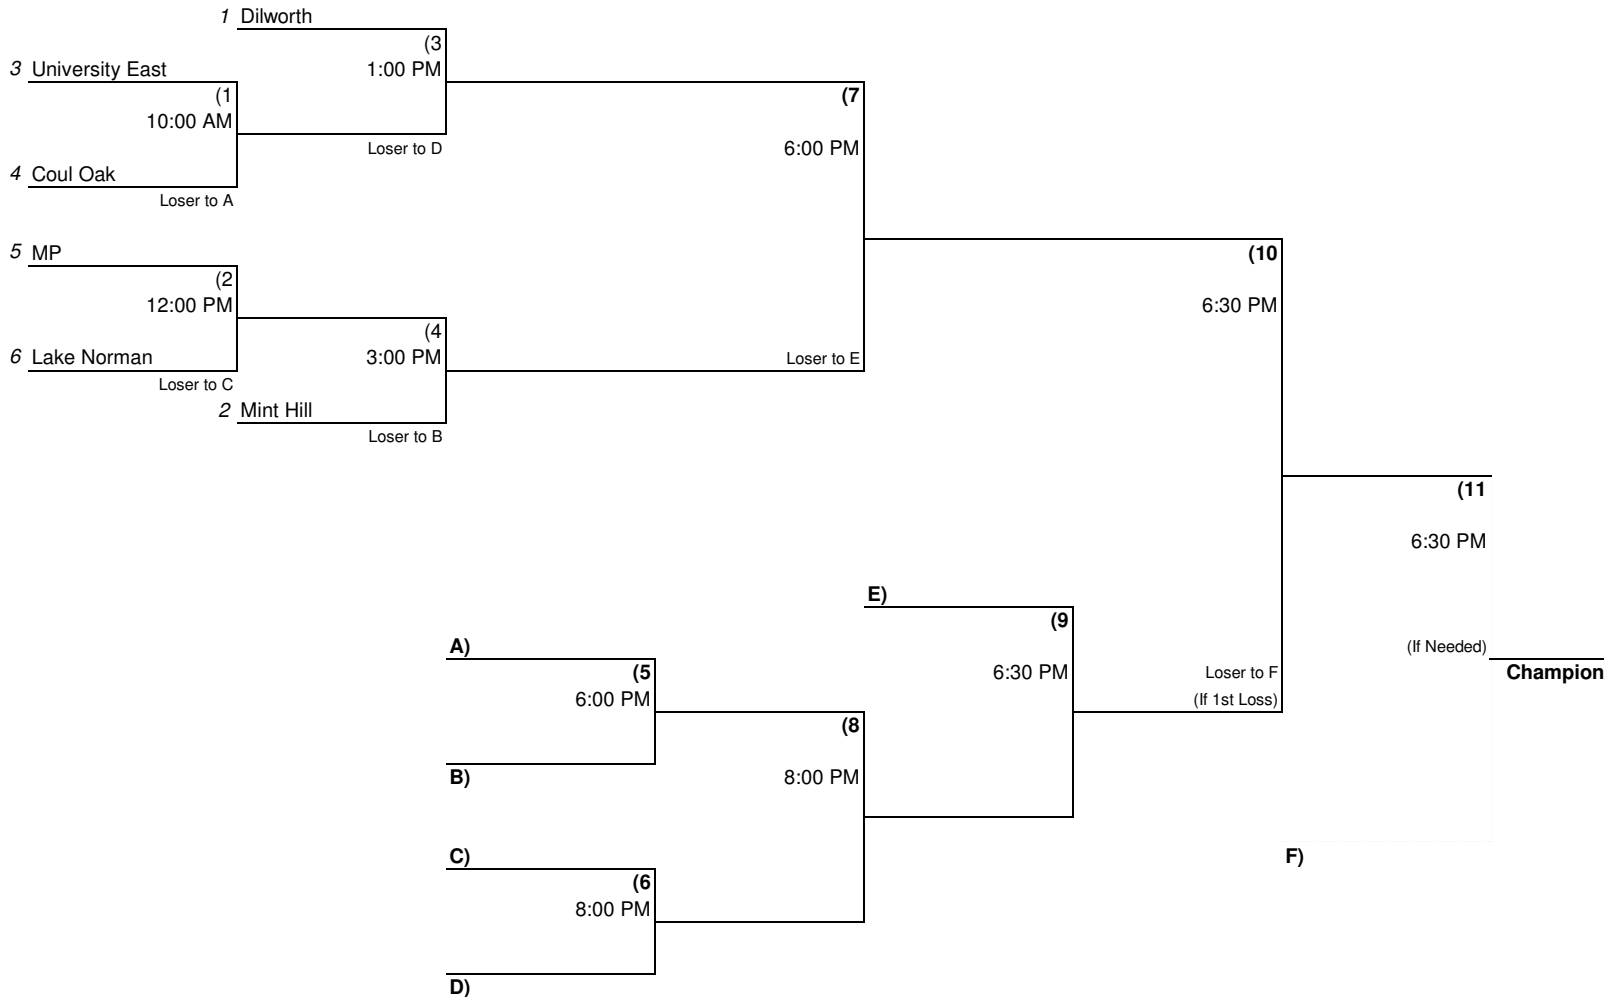 1 Dilworth
(3
3 University East
1:00 PM
(1
(7
10:00 AM
Loser to D
6:00 PM
4 Coul Oak
Loser to A
5 MP
(10
(2
12:00 PM
6:30 PM
(4
6 Lake Norman
3:00 PM
Loser to E
Loser to C
2 Mint Hill
Loser to B
(11
6:30 PM
E)
(9
A)
(If Needed)
(5
6:30 PM
Loser to F
Champion
6:00 PM
(If 1st Loss)
(8
B)
8:00 PM
C)
F)
(6
8:00 PM
D)